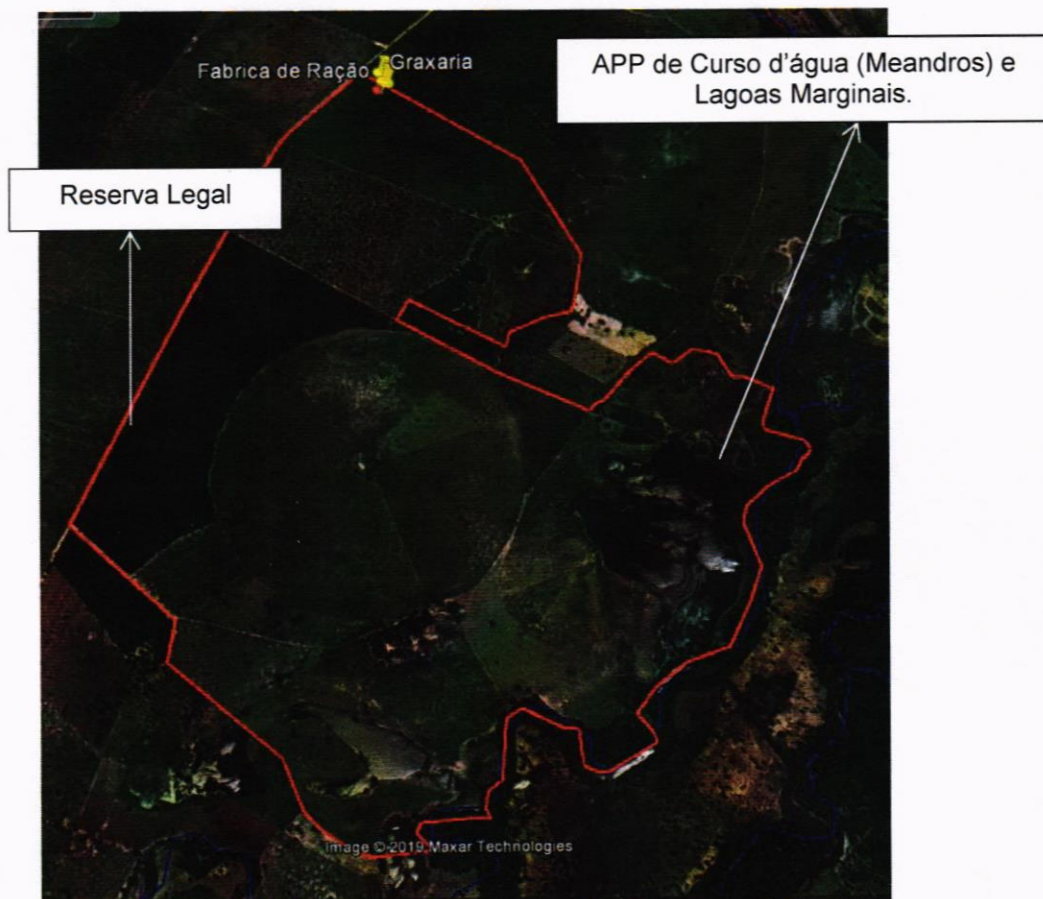 Fabrica de Ração
Graxaria
APP de Curso d'água (Meandros) e
Lagoas Marginais.
Reserva Legal
Image © 2019 Maxar Technologies